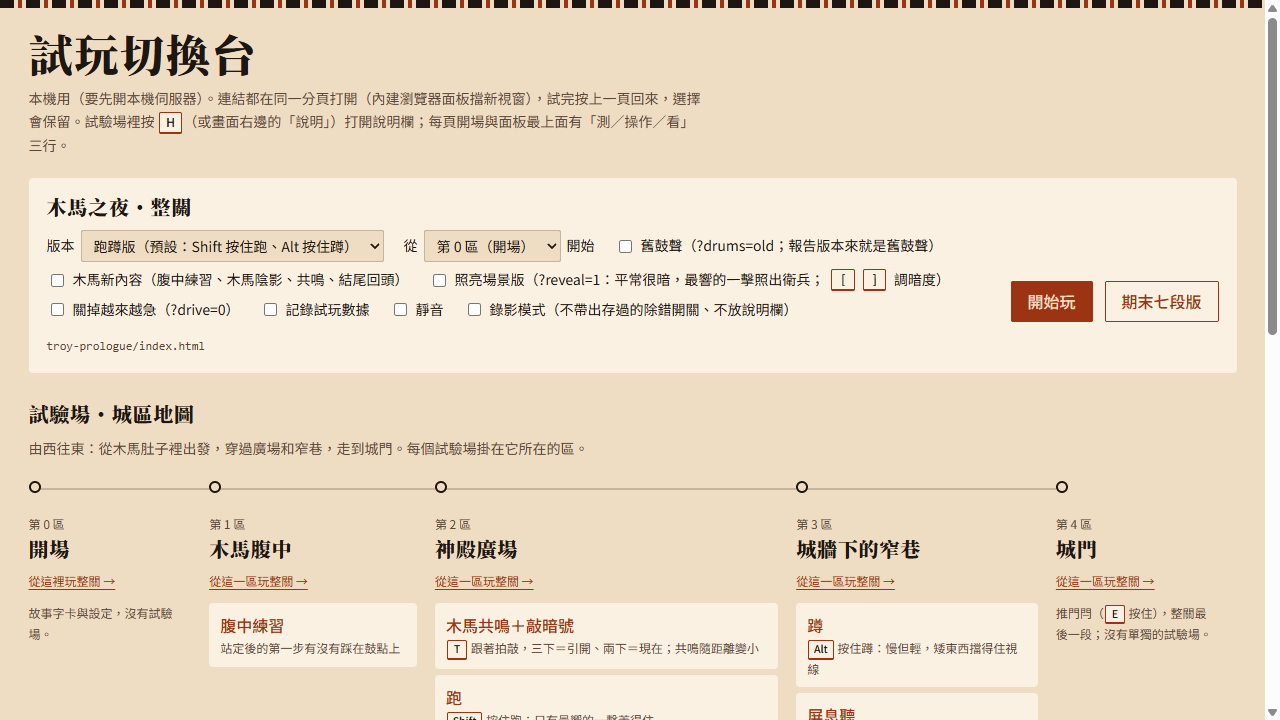 試玩切換台
本機用（要先開本機伺服器）。連結都在同一分頁打開（內建瀏覽器面板擋新視窗），試完按上一頁回來，選擇
會保留。試驗場裡按 H （或畫面右邊的「說明」）打開說明欄；每頁開場與面板最上面有「測／操作／看」
三行。
木馬之夜・整關
版本 跑蹲版（預設：Shift 按住跑、Alt 按住蹲） 從 第 0 區（開場） 開始 舊鼓聲（?drums=old；報告版本來就是舊鼓聲）
木馬新內容（腹中練習、木馬陰影、共鳴、結尾回頭） 照亮場景版（?reveal=1：平常很暗，最響的一擊照出衛兵； [ ] 調暗度）
關掉越來越急（?drive=0） 記錄試玩數據 靜音 錄影模式（不帶出存過的除錯開關、不放說明欄）
開始玩 期末七段版
troy-prologue/index.html
試驗場・城區地圖
由西往東：從木馬肚子裡出發，穿過廣場和窄巷，走到城門。每個試驗場掛在它所在的區。
第 0 區
開場
從這裡玩整關 →
故事字卡與設定，沒有試驗
場。
第 1 區
木馬腹中
從這一區玩整關 →
腹中練習
站定後的第一步有沒有踩在鼓點上
第 2 區
神殿廣場
從這一區玩整關 →
木馬共鳴＋敲暗號
T 跟著拍敲，三下＝引開、兩下＝現在；共鳴隨距離變小
跑
Shift 按住跑：只有最響的一擊蓋得住
第 3 區
城牆下的窄巷
從這一區玩整關 →
蹲
Alt 按住蹲：慢但輕，矮東西擋得住視
線
屏息聽
第 4 區
城門
從這一區玩整關 →
推門閂（ E 按住），整關最
後一段；沒有單獨的試驗場。